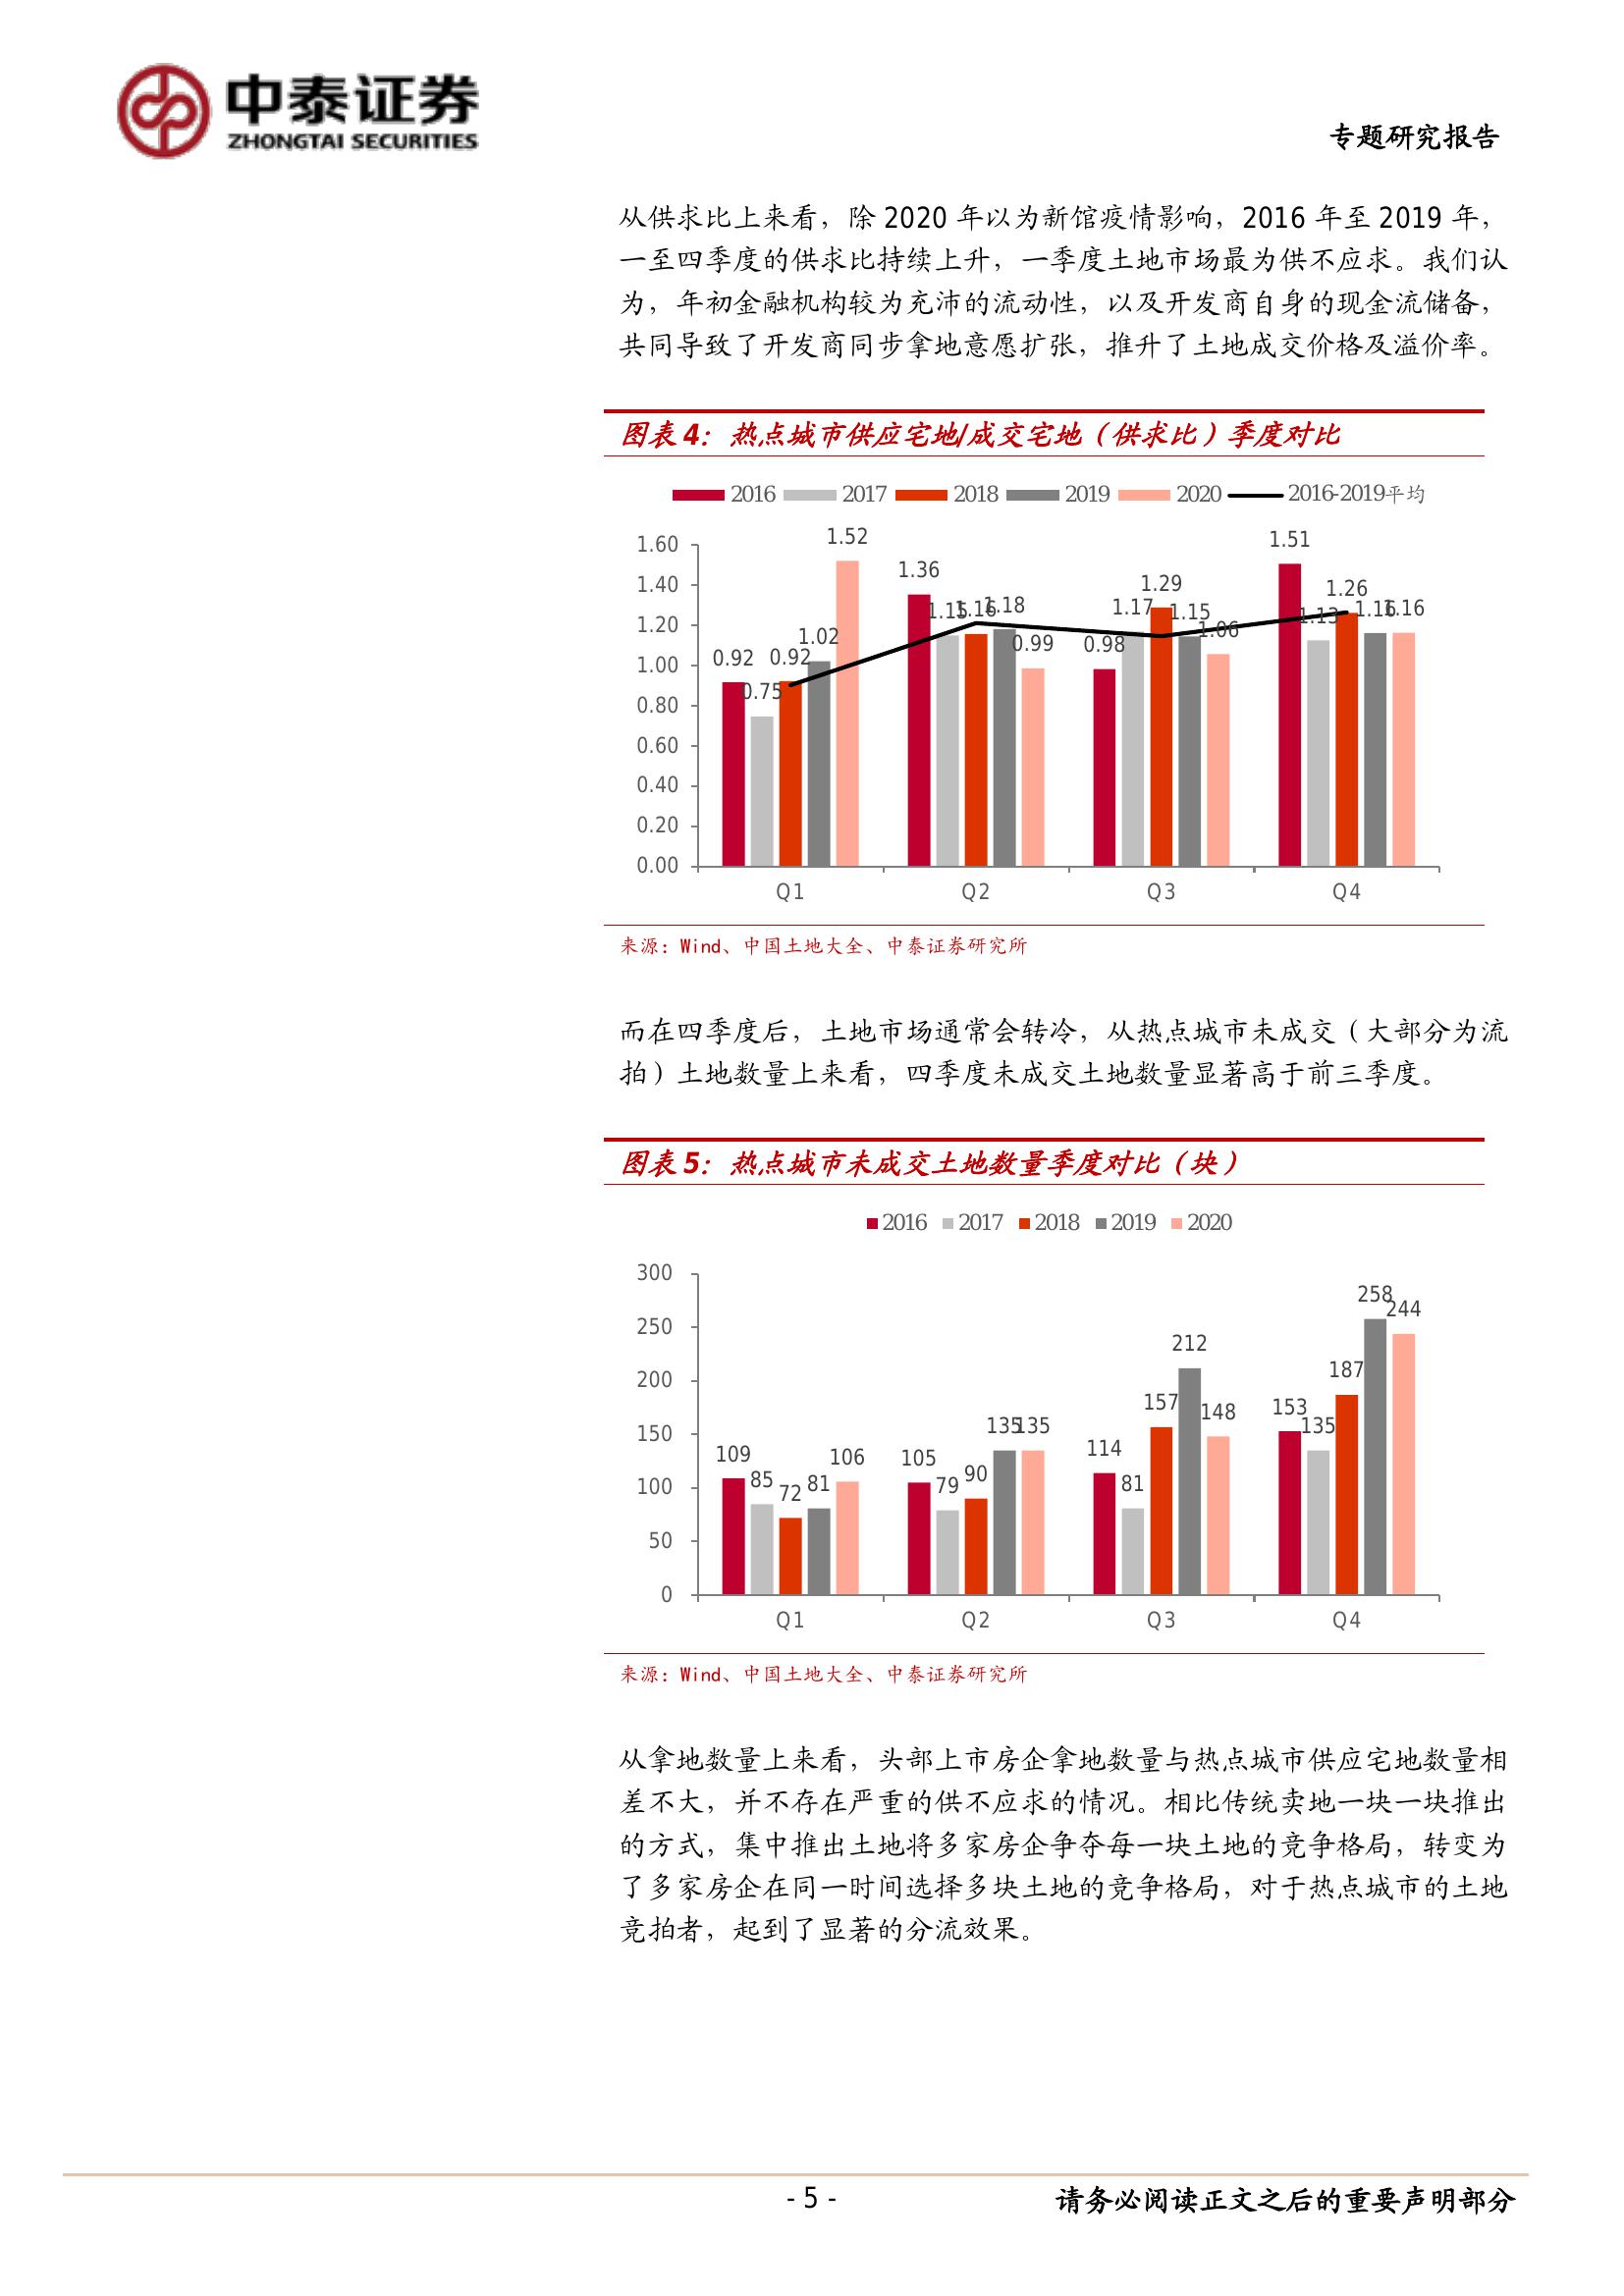 中泰证券
ZHONGTAI SECURITIES
专题研究报告
从供求比上来看，除 2020 年以为新馆疫情影响，2016 年至 2019 年，
一至四季度的供求比持续上升，一季度土地市场最为供不应求。我们认
为，年初金融机构较为充沛的流动性，以及开发商自身的现金流储备，
共同导致了开发商同步拿地意愿扩张，推升了土地成交价格及溢价率。
图表 4：热点城市供应宅地/成交宅地（供求比）季度对比
2016 2017 2018 2019 2020 2016-2019平均
1.60
1.40
1.20
1.00
0.80
0.60
0.40
0.20
0.00
0.92 0.75 0.92 1.02 1.52
1.36 1.15 1.16 1.18 0.99
0.98 1.17 1.29 1.15 1.06
1.51 1.13 1.26 1.16 1.16
Q1 Q2 Q3 Q4
来源：Wind、中国土地大全、中泰证券研究所
而在四季度后，土地市场通常会转冷，从热点城市未成交（大部分为流
拍）土地数量上来看，四季度未成交土地数量显著高于前三季度。
图表 5：热点城市未成交土地数量季度对比（块）
2016 2017 2018 2019 2020
300
250
200
150
100
50
0
109 85 72 81 106
105 79 90 135 135
114 81 157 212 148
153 135 187 258 244
Q1 Q2 Q3 Q4
来源：Wind、中国土地大全、中泰证券研究所
从拿地数量上来看，头部上市房企拿地数量与热点城市供应宅地数量相
差不大，并不存在严重的供不应求的情况。相比传统卖地一块一块推出
的方式，集中推出土地将多家房企争夺每一块土地的竞争格局，转变为
了多家房企在同一时间选择多块土地的竞争格局，对于热点城市的土地
竞拍者，起到了显著的分流效果。
- 5 -
请务必阅读正文之后的重要声明部分